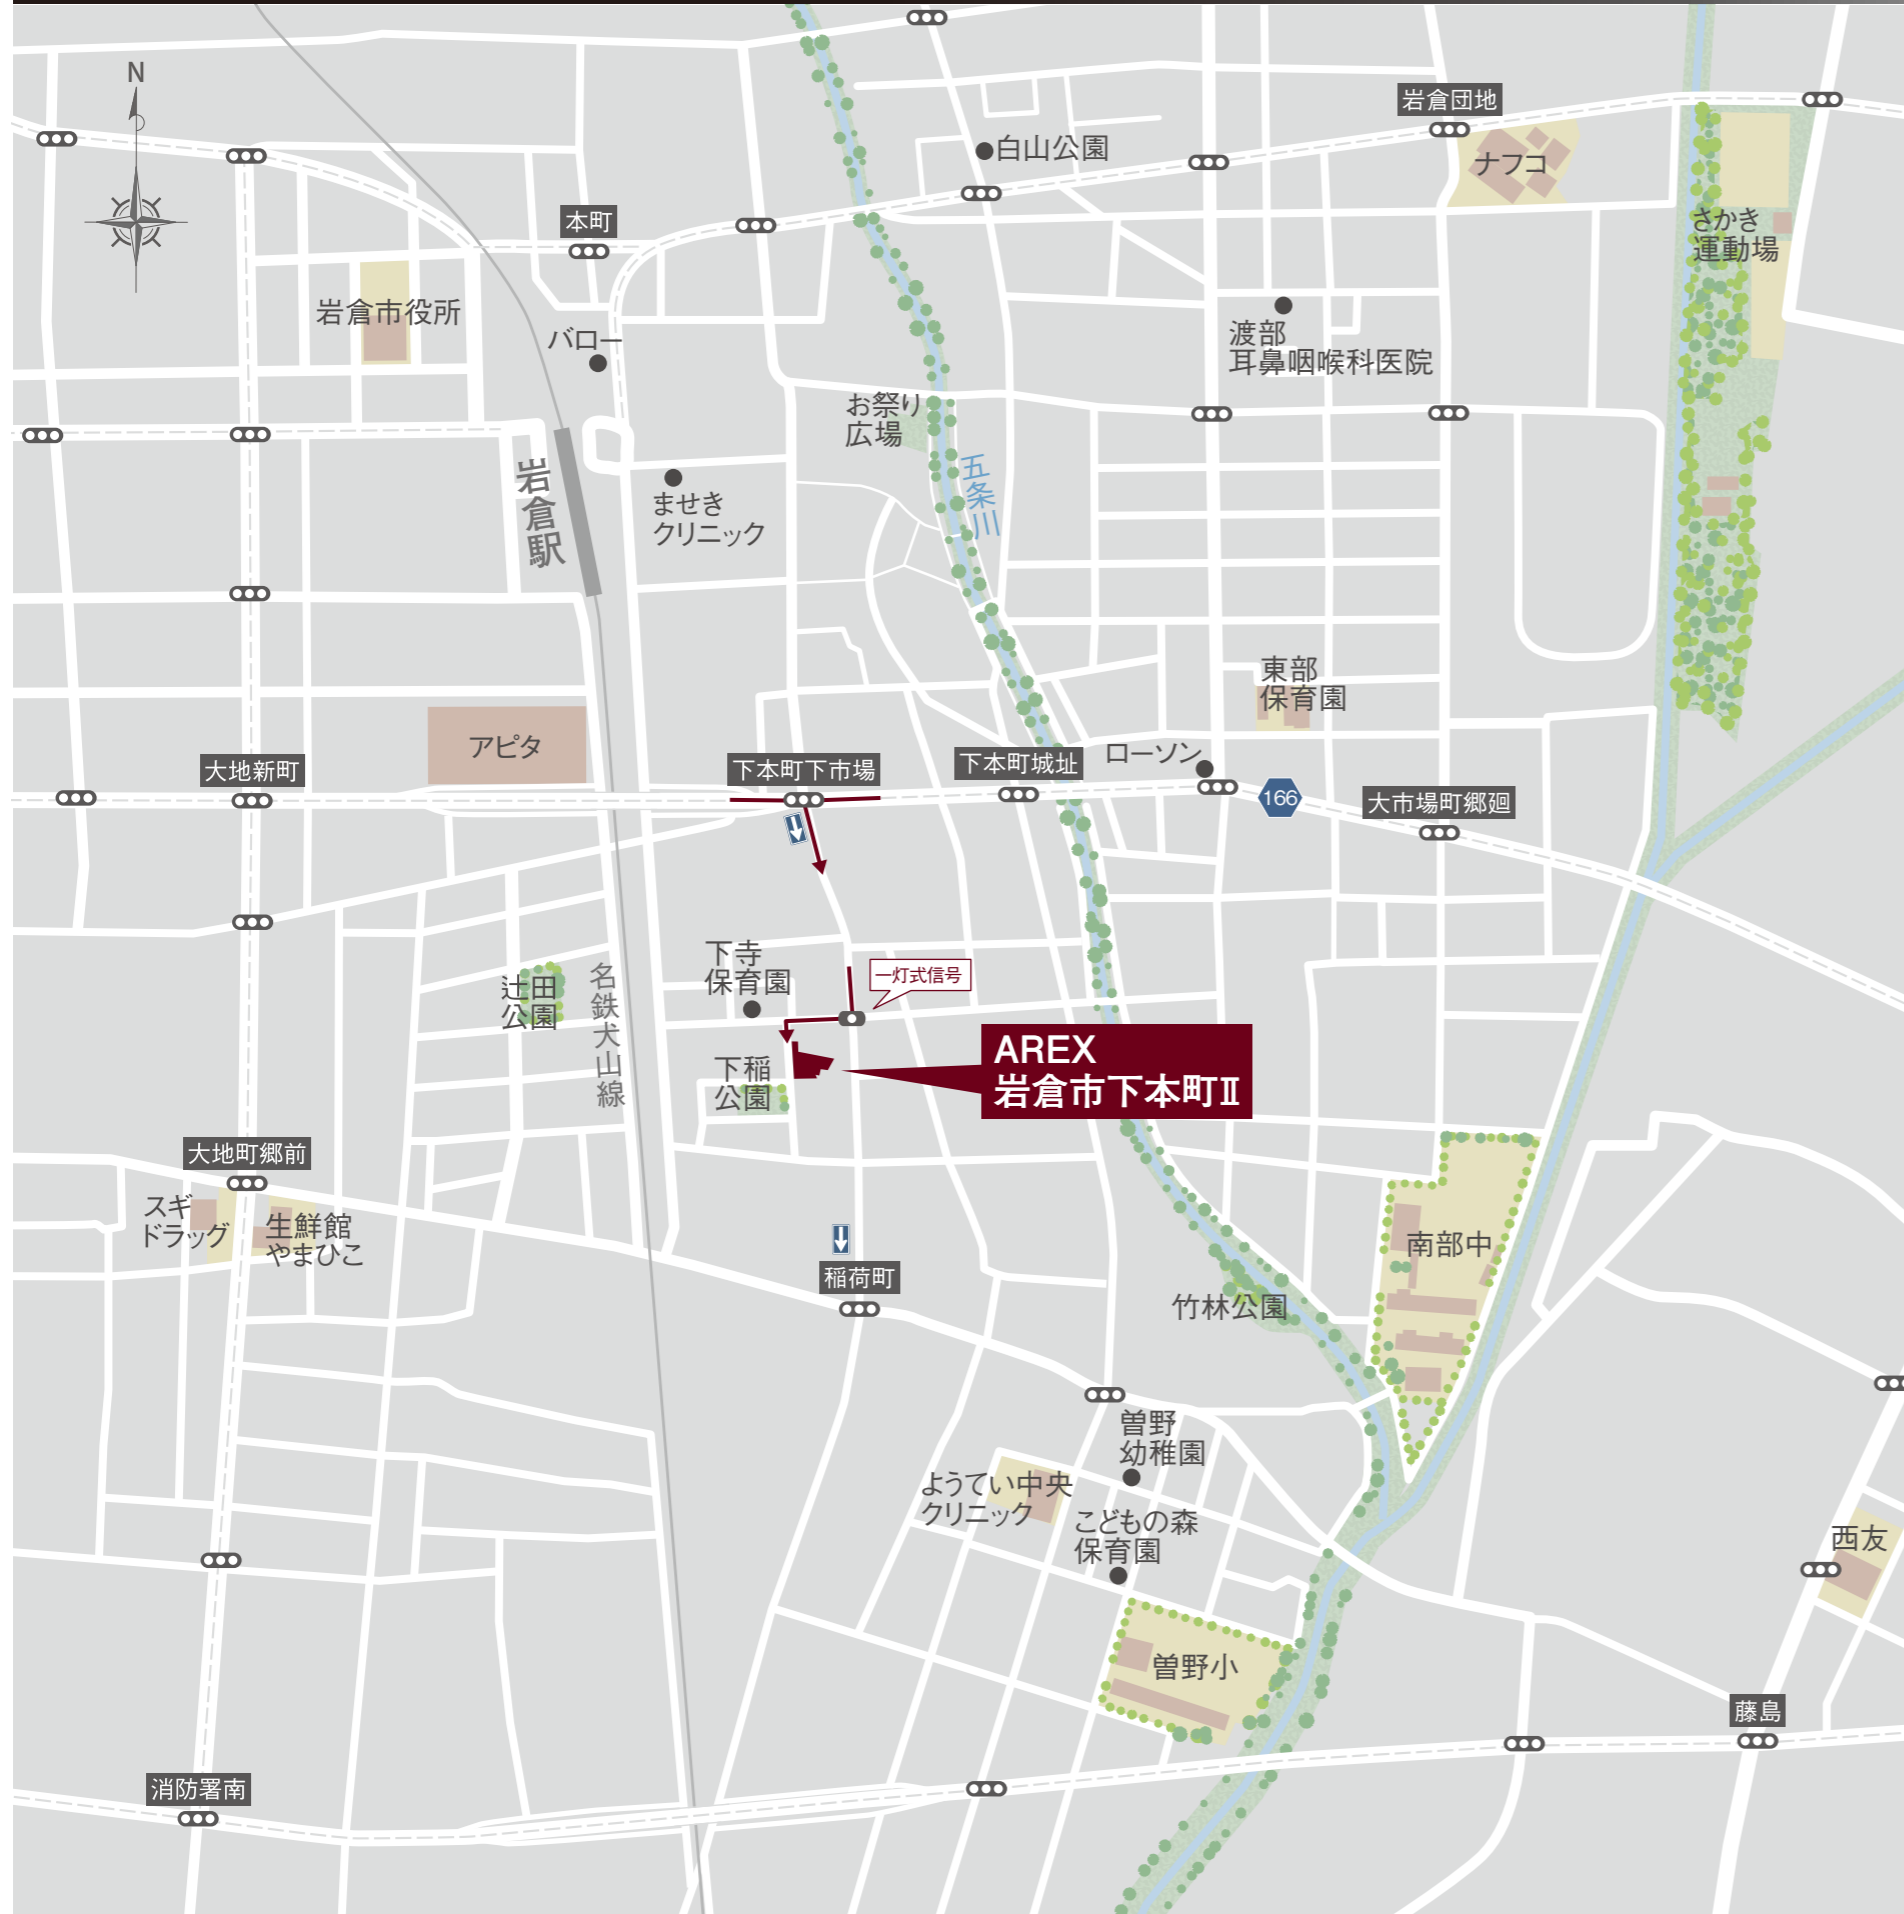 N
岩倉団地
白山公園
ナフコ
本町
さかき
運動場
岩倉市役所
バロー
渡部
耳鼻咽喉科医院
お祭り
広場
五条川
岩倉駅
ませき
クリニック
東部
保育園
アピタ
大地新町
下本町下市場
下本町城址
ローソン
166
大市場町郷廻
下寺
保育園
一灯式信号
辻田
公園
名鉄犬山線
AREX
岩倉市下本町Ⅱ
下稲
公園
大地町郷前
スギ
ドラッグ
生鮮館
やまひこ
南部中
稲荷町
竹林公園
曽野
幼稚園
ようてい中央
クリニック
こどもの森
保育園
西友
曽野小
藤島
消防署南